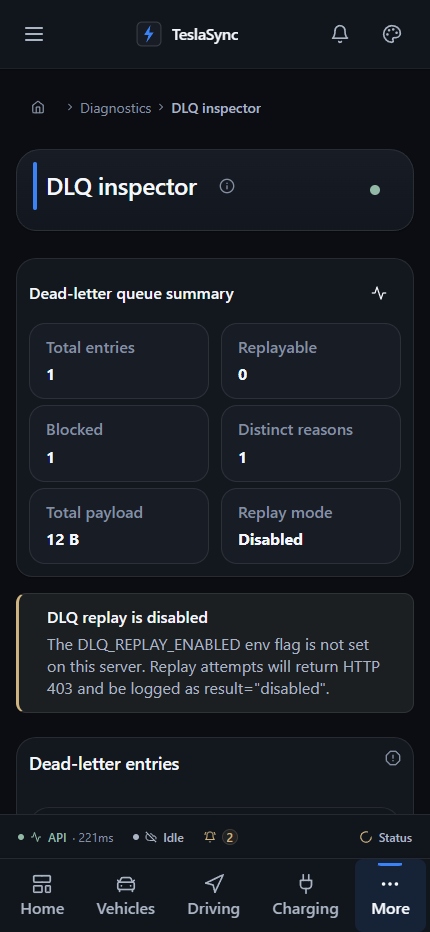 TeslaSync
Diagnostics
DLQ inspector
DLQ inspector
Dead-letter queue summary
Total entries
1
Replayable
0
Blocked
1
Distinct reasons
1
Total payload
12 B
Replay mode
Disabled
DLQ replay is disabled
The DLQ_REPLAY_ENABLED env flag is not set
on this server. Replay attempts will return HTTP
403 and be logged as result="disabled".
Dead-letter entries
API · 221ms
Idle
2
Status
Home
Vehicles
Driving
Charging
More